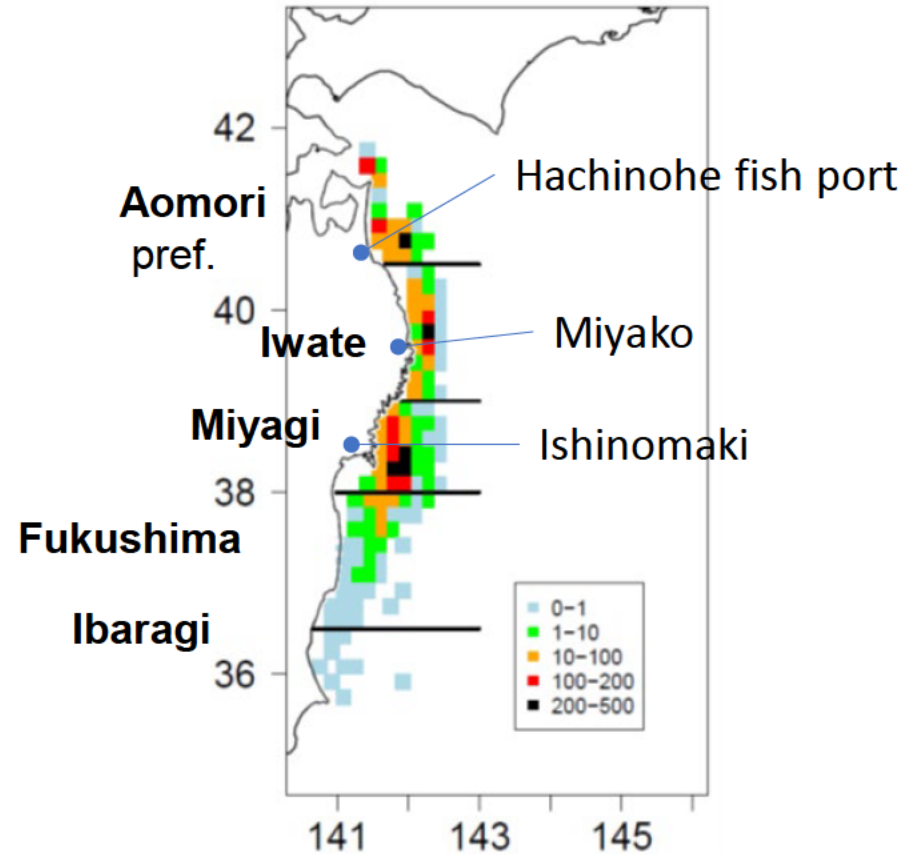 42
Hachinohe fish port
Aomori
pref.
40
Miyako
Iwate
Miyagi
Ishinomaki
38
Fukushima
0-1
1-10
Ibaragi
10-100
36
100-200
200-500
141
143
145